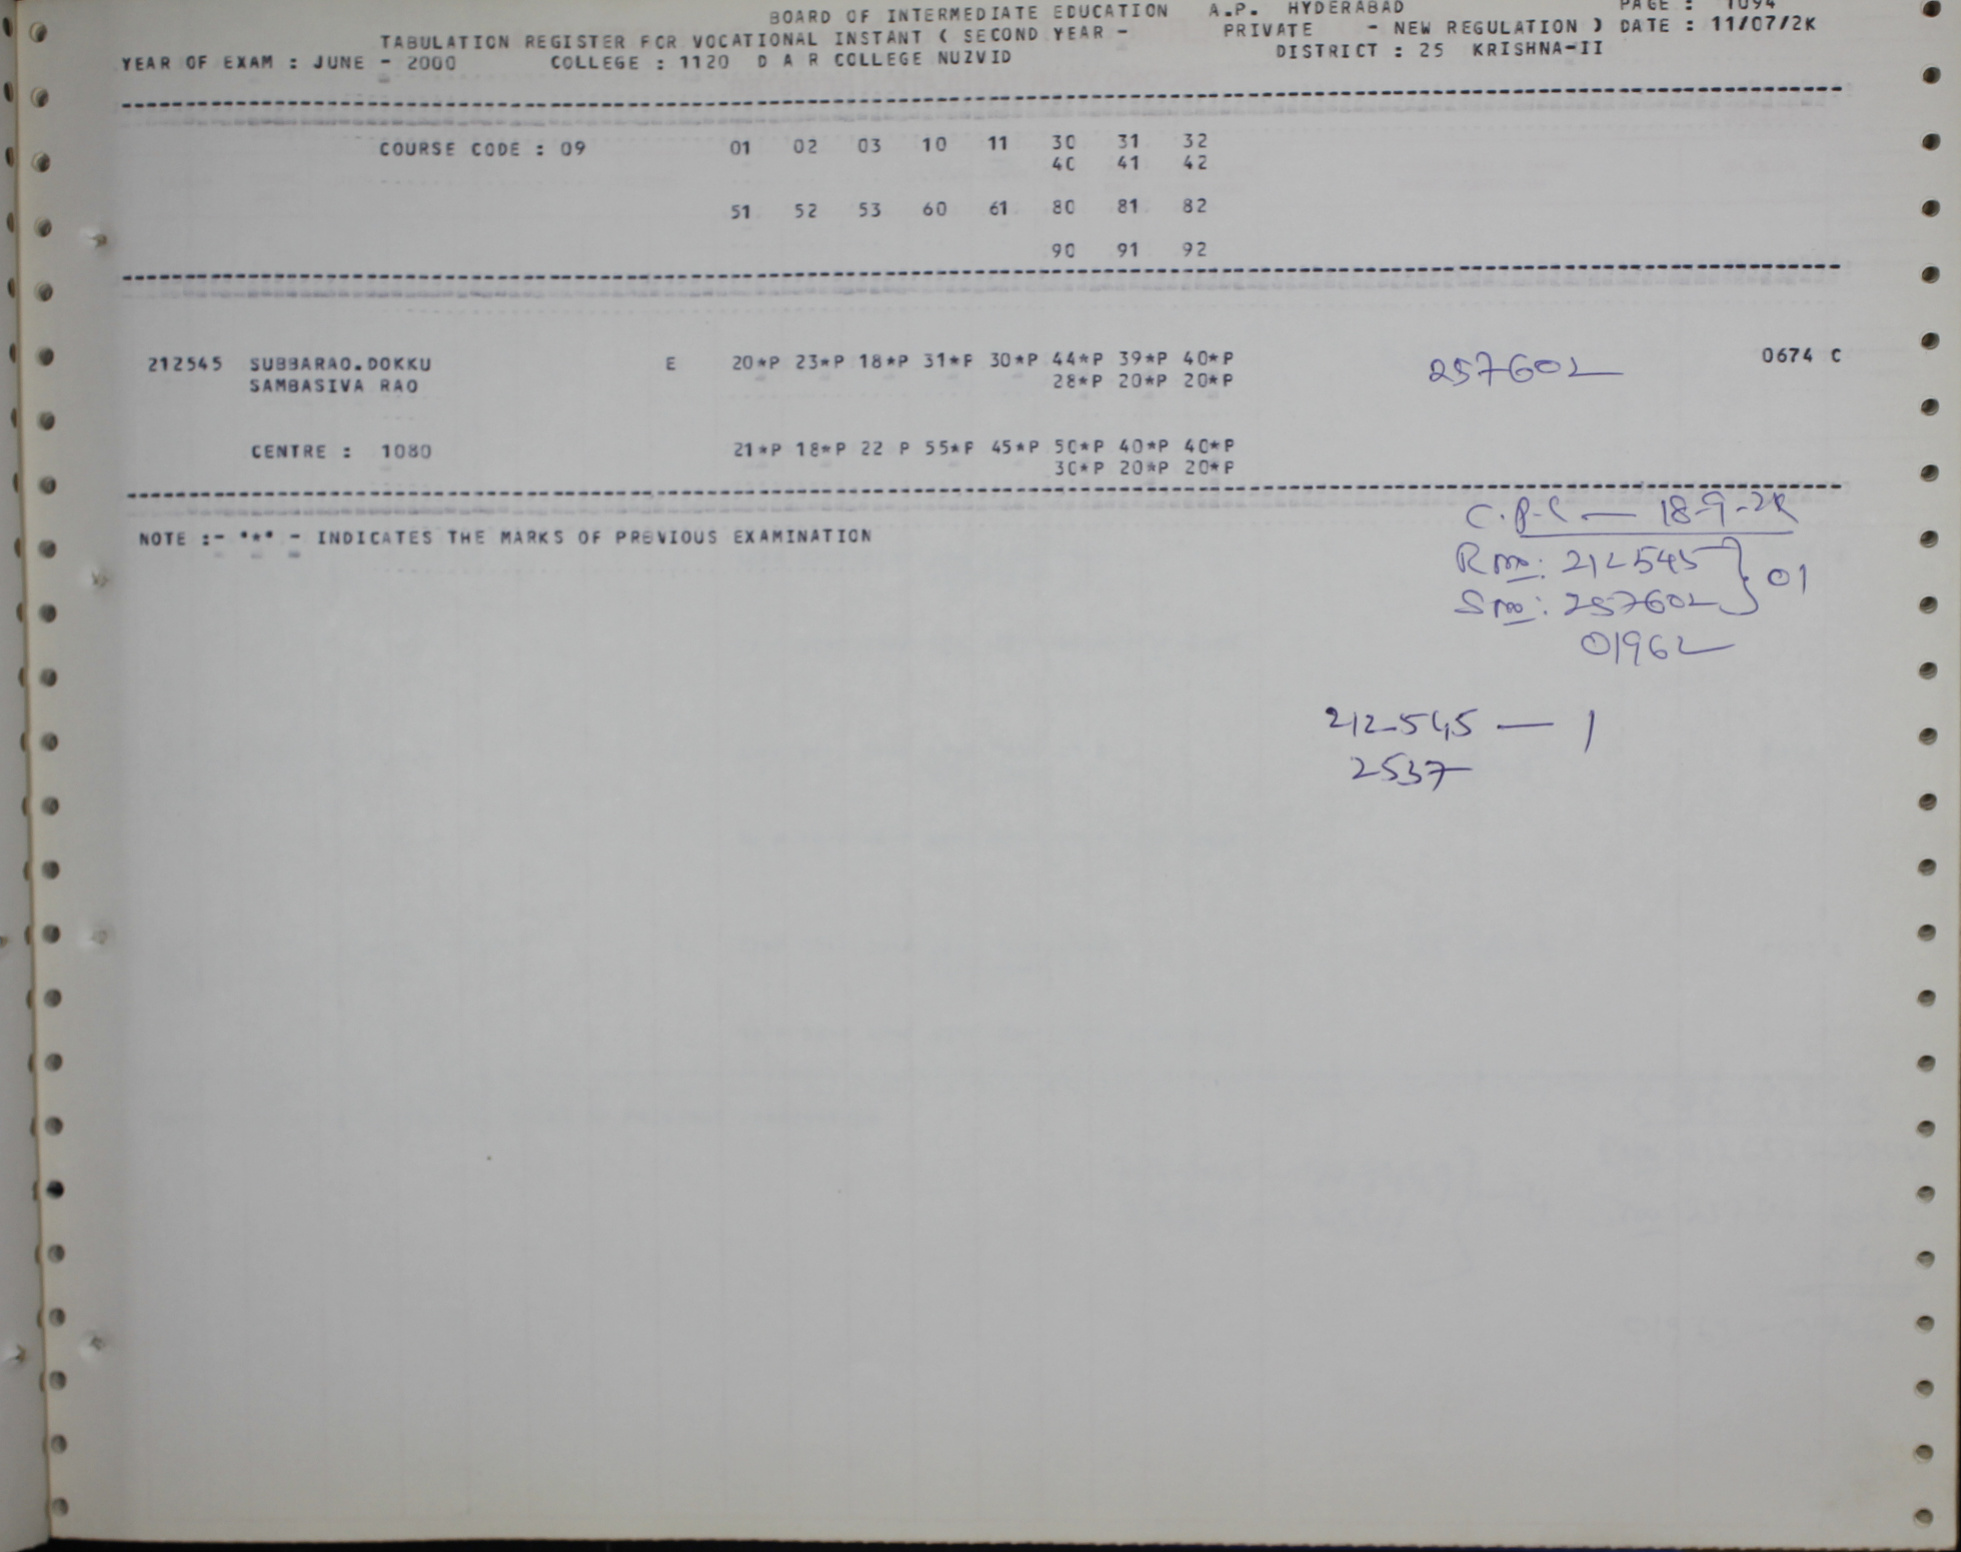 BOARD OF INTERMEDIATE EDUCATION A.P. HYDERABAD PAGE : 1094
TABULATION REGISTER FOR VOCATIONAL INSTANT ( SECOND YEAR - PRIVATE - NEW REGULATION ) DATE : 11/07/2K
YEAR OF EXAM : JUNE - 2000 COLLEGE : 1120 D A R COLLEGE NUZVID DISTRICT : 25 KRISHNA-II
COURSE CODE : 09 01 02 03 10 11 30 31 32
40 41 42
51 52 53 60 61 80 81 82
90 91 92
212545 SUBBARAO.DOKKU E 20*P 23*P 18*P 31*P 30*P 44*P 39*P 40*P 257602 0674 C
SAMBASIVA RAO 28*P 20*P 20*P
CENTRE : 1080 21*P 18*P 22 P 55*P 45*P 50*P 40*P 40*P
30*P 20*P 20*P
NOTE :- "*" - INDICATES THE MARKS OF PREVIOUS EXAMINATION
18-9-2K
R no: 212545 } 01
S no: 257602
01962
212545 — 1
2537